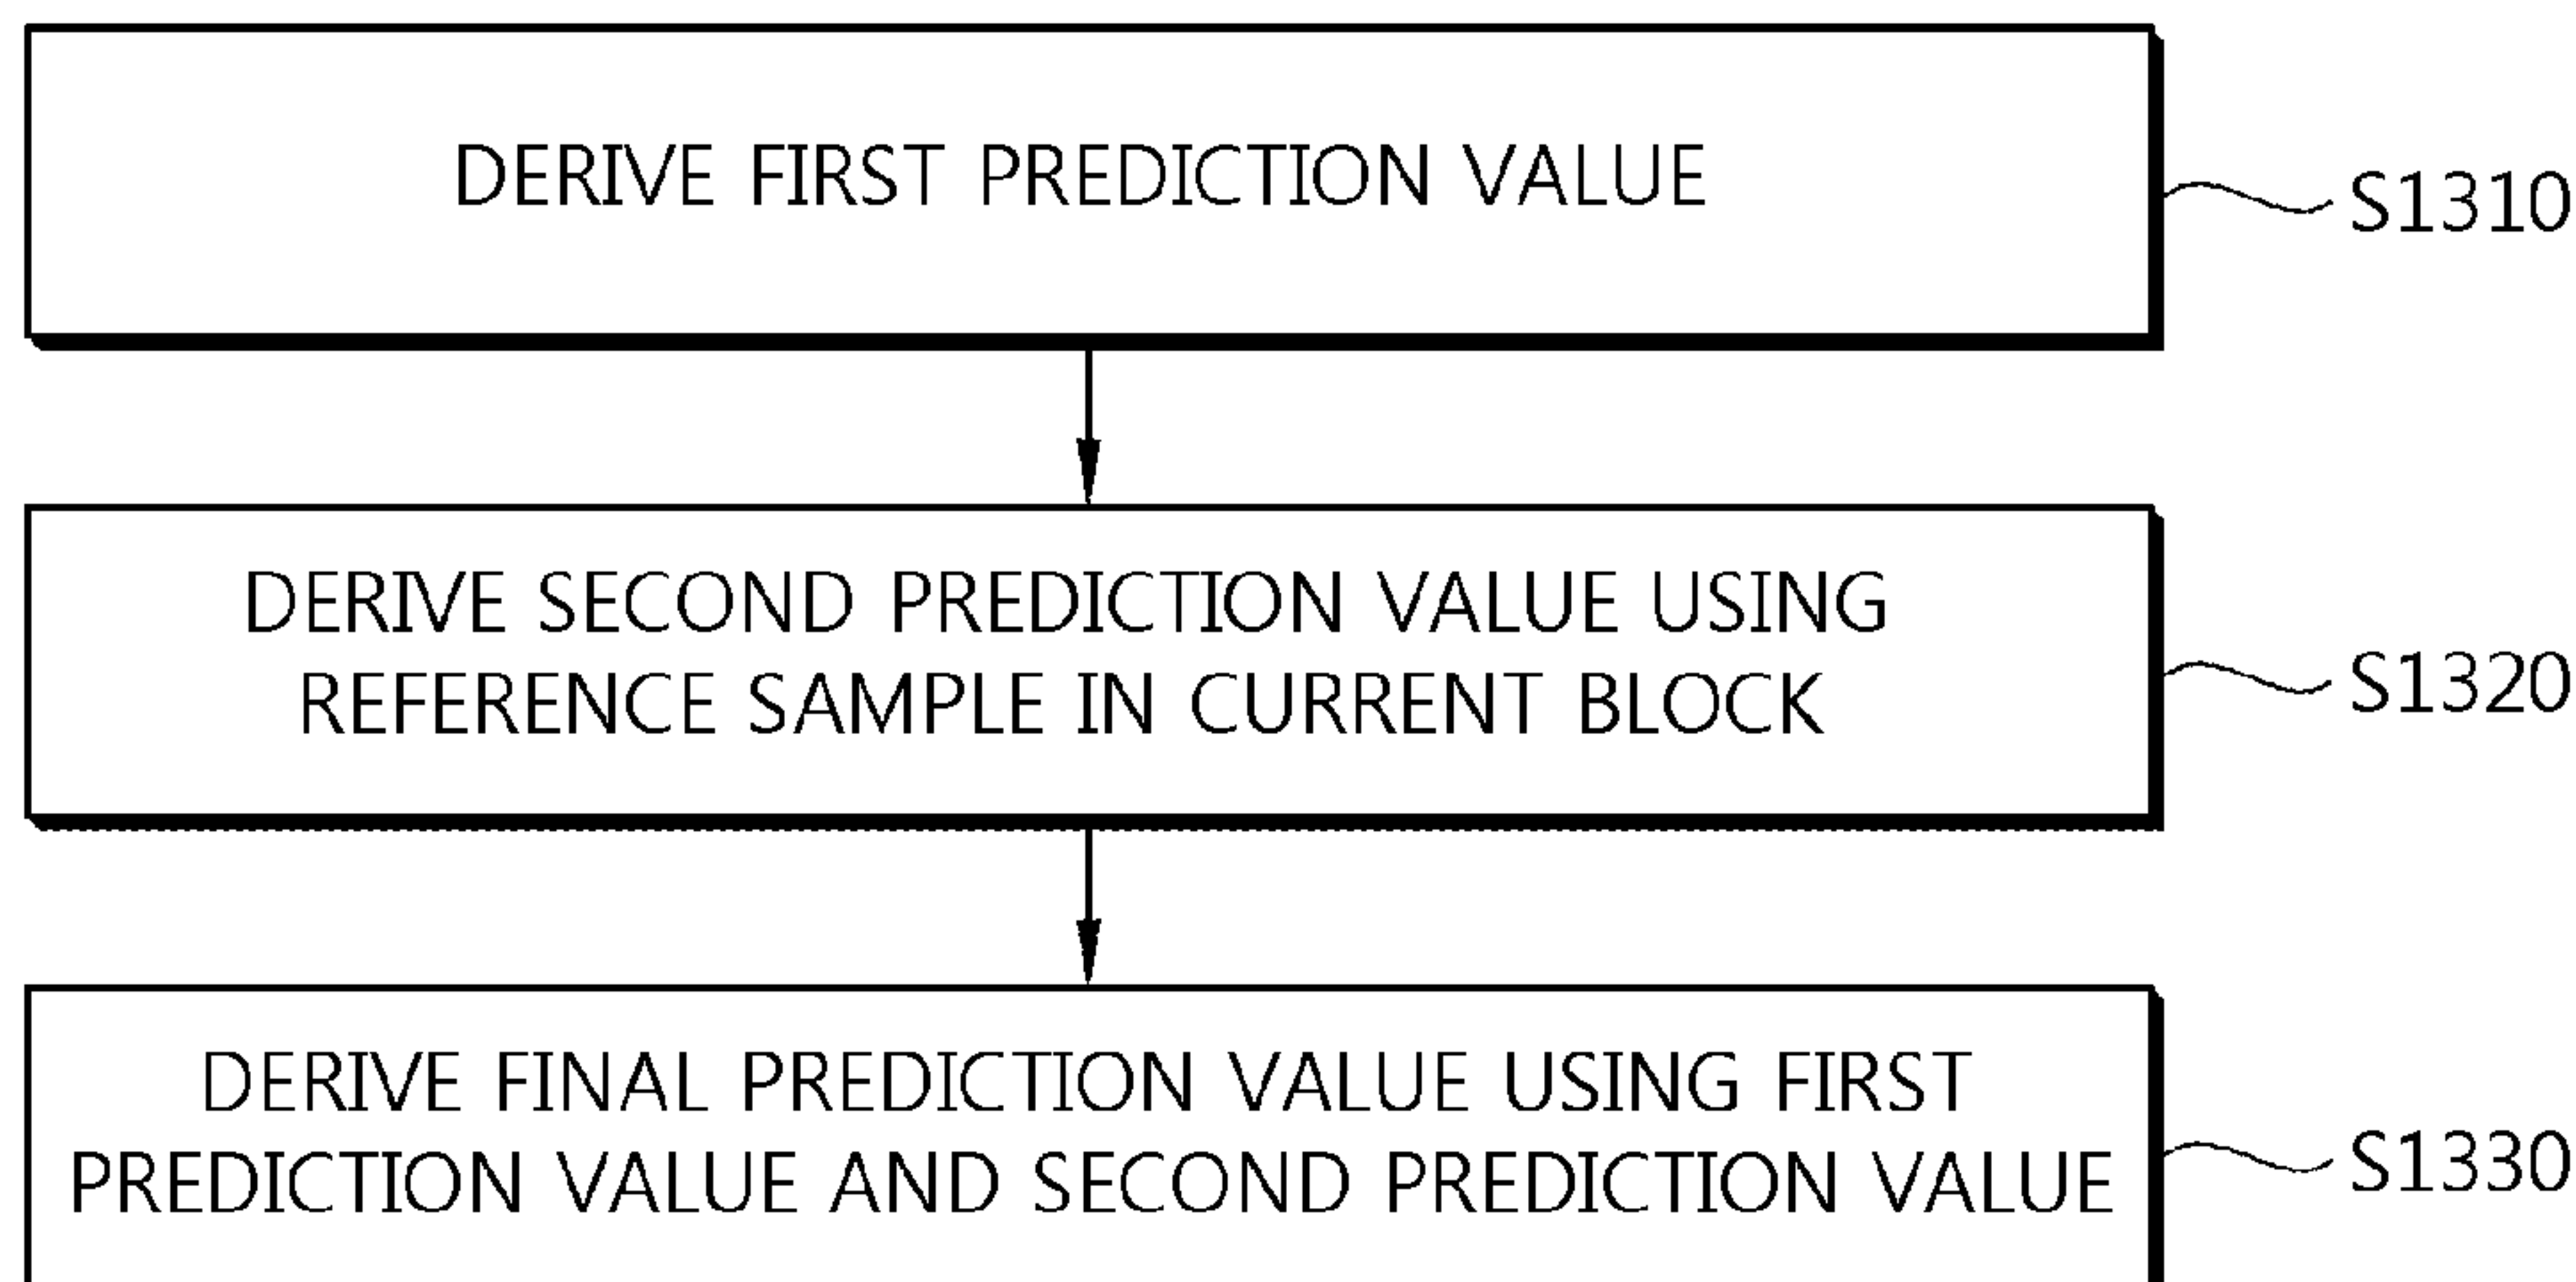 DERIVE FIRST PREDICTION VALUE
S1310
DERIVE SECOND PREDICTION VALUE USING
REFERENCE SAMPLE IN CURRENT BLOCK
S1320
DERIVE FINAL PREDICTION VALUE USING FIRST
PREDICTION VALUE AND SECOND PREDICTION VALUE
S1330